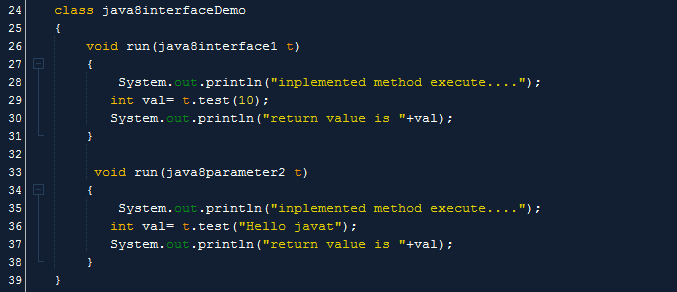 24 class java8interfaceDemo
25 {
26 void run(java8interface1 t)
27 {
28 System.out.println("inplemented method execute....");
29 int val= t.test(10);
30 System.out.println("return value is "+val);
31 }
32
33 void run(java8parameter2 t)
34 {
35 System.out.println("inplemented method execute....");
36 int val= t.test("Hello javat");
37 System.out.println("return value is "+val);
38 }
39 }